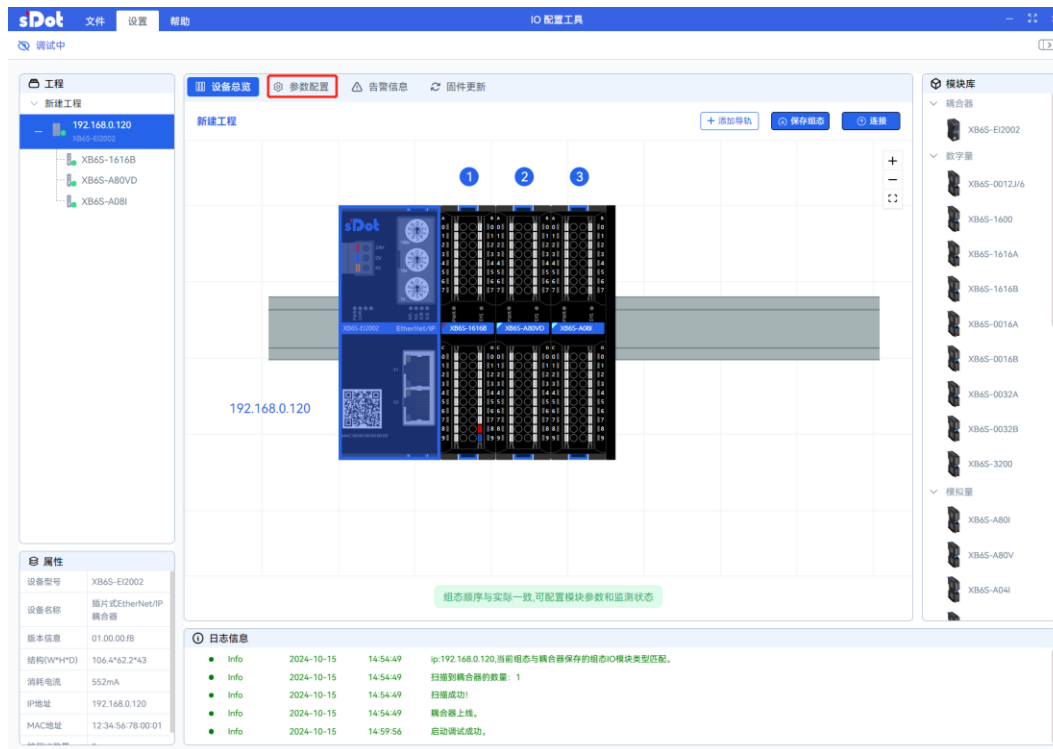 sDot 文件 设置 帮助 IO 配置工具
调试中
工程
新建工程
192.168.0.120
XB6S-EI2002
XB6S-1616B
XB6S-A80VD
XB6S-A08I
设备总览 参数配置 告警信息 固件更新
新建工程 + 添加导轨 保存组态 连接
1 2 3
sDot
24V
0V
PE
XB6S-EI2002 EtherNet/IP XB6S-1616B XB6S-A80VD XB6S-A08I
192.168.0.120
组态顺序与实际一致,可配置模块参数和监测状态
模块库
耦合器
XB6S-EI2002
数字量
XB6S-0012J/6
XB6S-1600
XB6S-1616A
XB6S-1616B
XB6S-0016A
XB6S-0016B
XB6S-0032A
XB6S-0032B
XB6S-3200
模拟量
XB6S-A80I
XB6S-A80V
XB6S-A04I
属性
设备型号 XB6S-EI2002
设备名称 插片式EtherNet/IP
耦合器
版本信息 01.00.00.f8
结构(W*H*D) 106.4*62.2*43
消耗电流 552mA
IP地址 192.168.0.120
MAC地址 12:34:56:78:00:01
日志信息
Info 2024-10-15 14:54:49 ip:192.168.0.120,当前组态与耦合器保存的组态IO模块类型匹配。
Info 2024-10-15 14:54:49 扫描到耦合器的数量: 1
Info 2024-10-15 14:54:49 扫描成功!
Info 2024-10-15 14:54:49 耦合器上线。
Info 2024-10-15 14:59:56 启动调试成功。